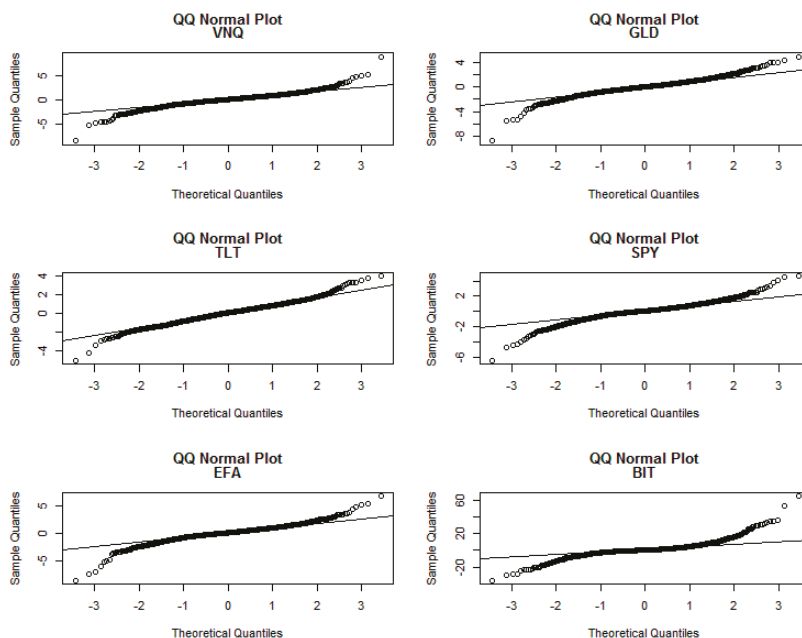 QQ Normal Plot
VNQ
Sample Quantiles
5
0
-5
-3 -2 -1 0 1 2 3
Theoretical Quantiles
QQ Normal Plot
GLD
Sample Quantiles
4
0
-4
-8
-3 -2 -1 0 1 2 3
Theoretical Quantiles
QQ Normal Plot
TLT
Sample Quantiles
4
2
0
-4
-3 -2 -1 0 1 2 3
Theoretical Quantiles
QQ Normal Plot
SPY
Sample Quantiles
2
-2
-6
-3 -2 -1 0 1 2 3
Theoretical Quantiles
QQ Normal Plot
EFA
Sample Quantiles
5
0
-5
-3 -2 -1 0 1 2 3
Theoretical Quantiles
QQ Normal Plot
BIT
Sample Quantiles
60
20
-20
-3 -2 -1 0 1 2 3
Theoretical Quantiles